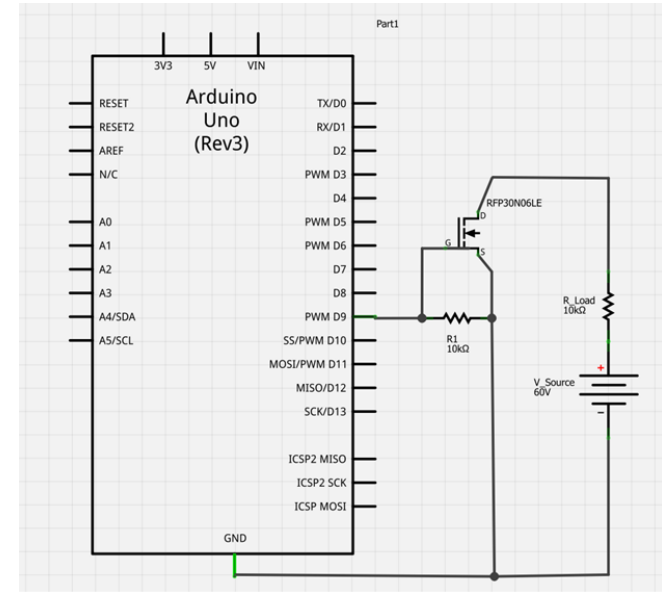 Part1
3V3 5V VIN
Arduino
Uno
(Rev3)
RESET
RESET2
AREF
N/C
A0
A1
A2
A3
A4/SDA
A5/SCL
TX/D0
RX/D1
D2
PWM D3
D4
PWM D5
PWM D6
D7
D8
PWM D9
SS/PWM D10
MOSI/PWM D11
MISO/D12
SCK/D13
ICSP2 MISO
ICSP2 SCK
ICSP MOSI
GND
RFP30N06LE
D
G
S
R1
10kΩ
R_Load
10kΩ
+
V_Source
60V
−